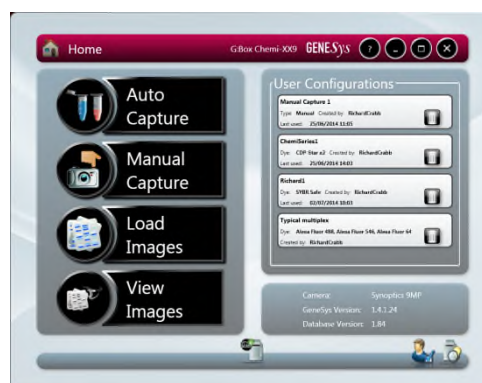 Home
G:Box Chemi-XX9 GENESys
Auto
Capture
Manual
Capture
Load
Images
View
Images
User Configurations
Manual Capture 1
Type: Manual Created by: RichardCrabb
Last used: 25/06/2014 11:05
ChemiSeries1
Dye: CDP Star x2 Created by: RichardCrabb
Last used: 25/06/2014 14:03
Richard1
Dye: SYBR Safe Created by: RichardCrabb
Last used: 02/07/2014 10:03
Typical multiplex
Dye: Alexa Fluor 488, Alexa Fluor 546, Alexa Fluor 64
Created by: RichardCrabb
Camera: Synoptics 9MP
GeneSys Version: 1.4.1.24
Database Version: 1.84